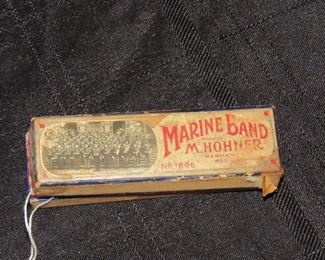 MARINE BAND
M. HOHNER
No 1896